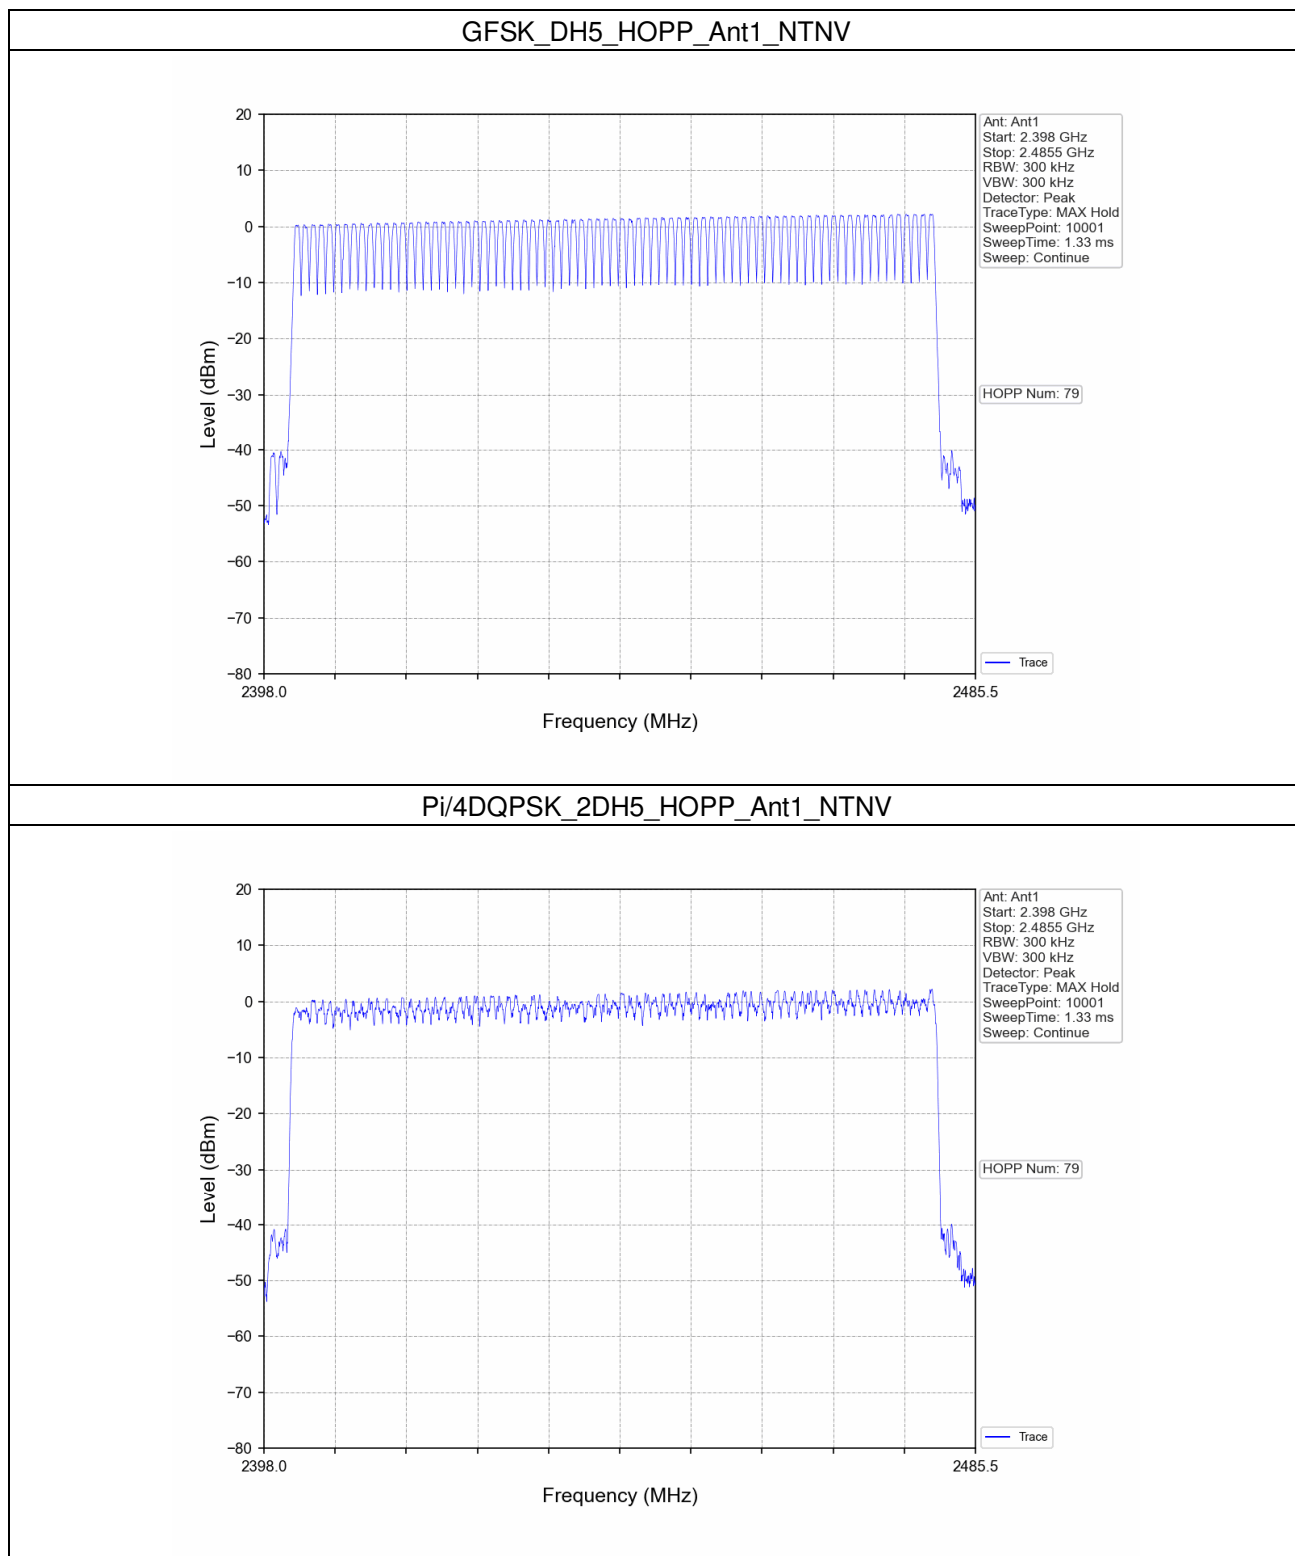 GFSK_DH5_HOPP_Ant1_NTNV
20
10
0
−10
−20
−30
−40
−50
−60
−70
−80
Level (dBm)
2398.0
2485.5
Frequency (MHz)
Ant: Ant1
Start: 2.398 GHz
Stop: 2.4855 GHz
RBW: 300 kHz
VBW: 300 kHz
Detector: Peak
TraceType: MAX Hold
SweepPoint: 10001
SweepTime: 1.33 ms
Sweep: Continue
HOPP Num: 79
Trace
Pi/4DQPSK_2DH5_HOPP_Ant1_NTNV
20
10
0
−10
−20
−30
−40
−50
−60
−70
−80
Level (dBm)
2398.0
2485.5
Frequency (MHz)
Ant: Ant1
Start: 2.398 GHz
Stop: 2.4855 GHz
RBW: 300 kHz
VBW: 300 kHz
Detector: Peak
TraceType: MAX Hold
SweepPoint: 10001
SweepTime: 1.33 ms
Sweep: Continue
HOPP Num: 79
Trace